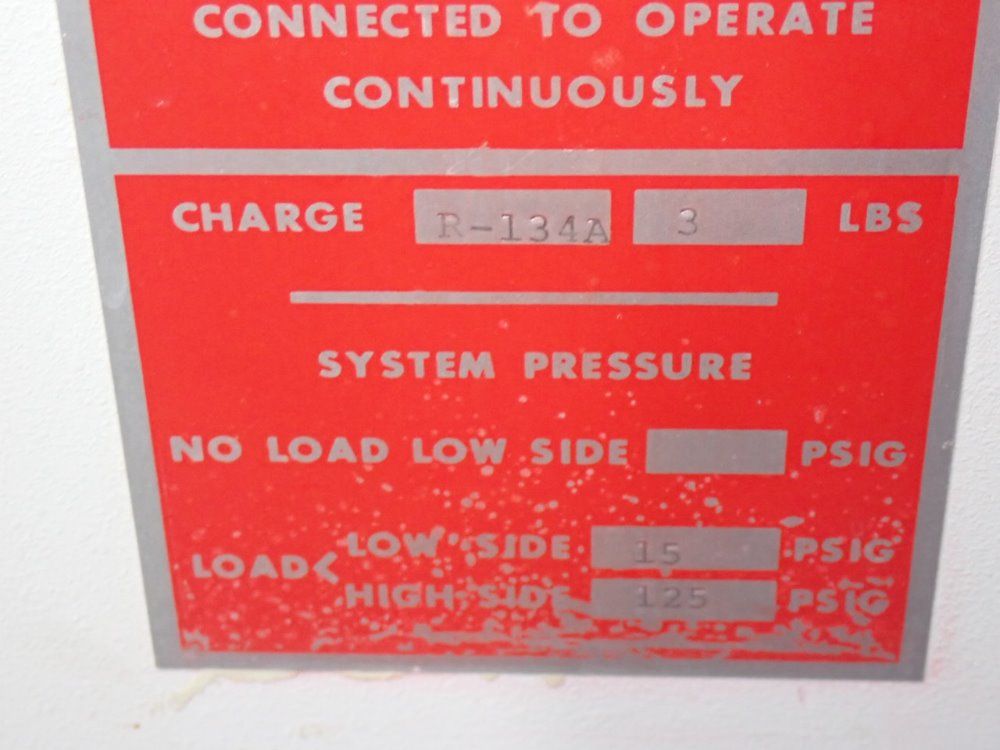 CONNECTED TO OPERATE
CONTINUOUSLY
CHARGE R-134A 3 LBS
SYSTEM PRESSURE
NO LOAD LOW SIDE PSIG
LOAD< LOW SIDE 15 PSIG
HIGH SIDE 125 PSIG